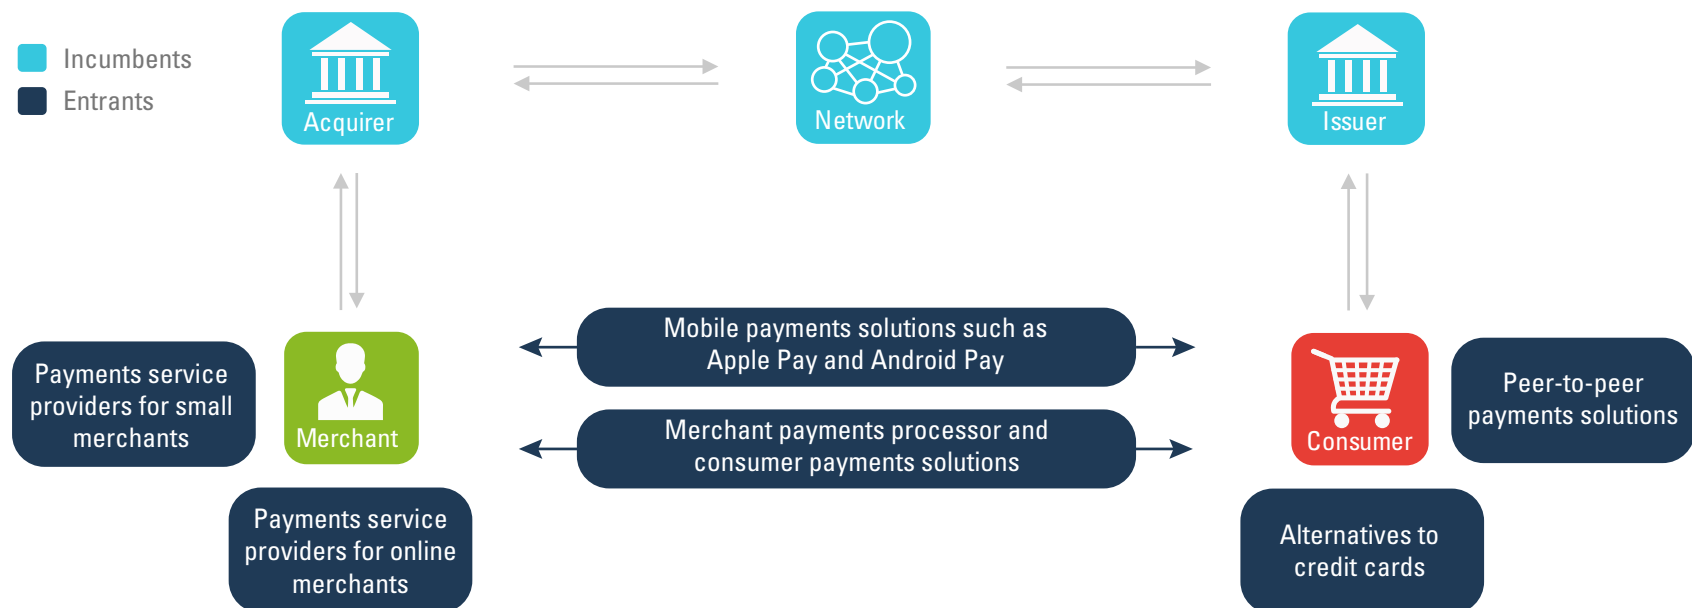 Incumbents
Entrants
Acquirer
Network
Issuer
Mobile payments solutions such as
Apple Pay and Android Pay
Payments service
providers for small
merchants
Merchant
Merchant payments processor and
consumer payments solutions
Consumer
Peer-to-peer
payments solutions
Payments service
providers for online
merchants
Alternatives to
credit cards